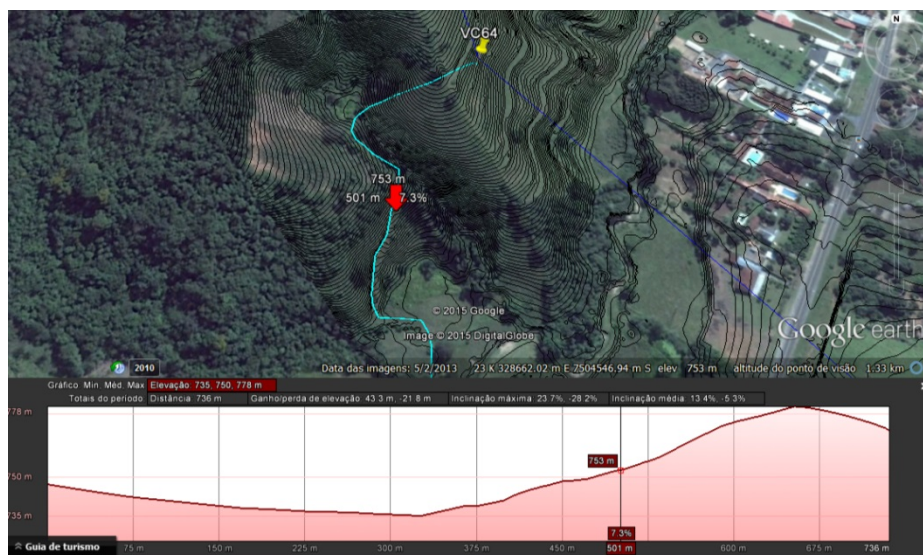 N
VC64
753 m
501 m 7.3%
© 2015 Google
Image © 2015 DigitalGlobe
Google earth
2010
Data das imagens: 5/2/2013 23 K 328662.02 m E 7504546.94 m S elev 753 m altitude do ponto de visão 1.33 km
Gráfico Min, Méd, Max Elevação 735, 750, 778 m
Totais do período Distância 736 m Ganho/perda de elevação 43.3 m, -21.8 m Inclinação máxima 23.7%, -28.2% Inclinação média 13.4%, -5.3%
778 m
753 m
750 m
735 m
7.3%
Guia de turismo 75 m 150 m 225 m 300 m 375 m 450 m 501 m 675 m 736 m